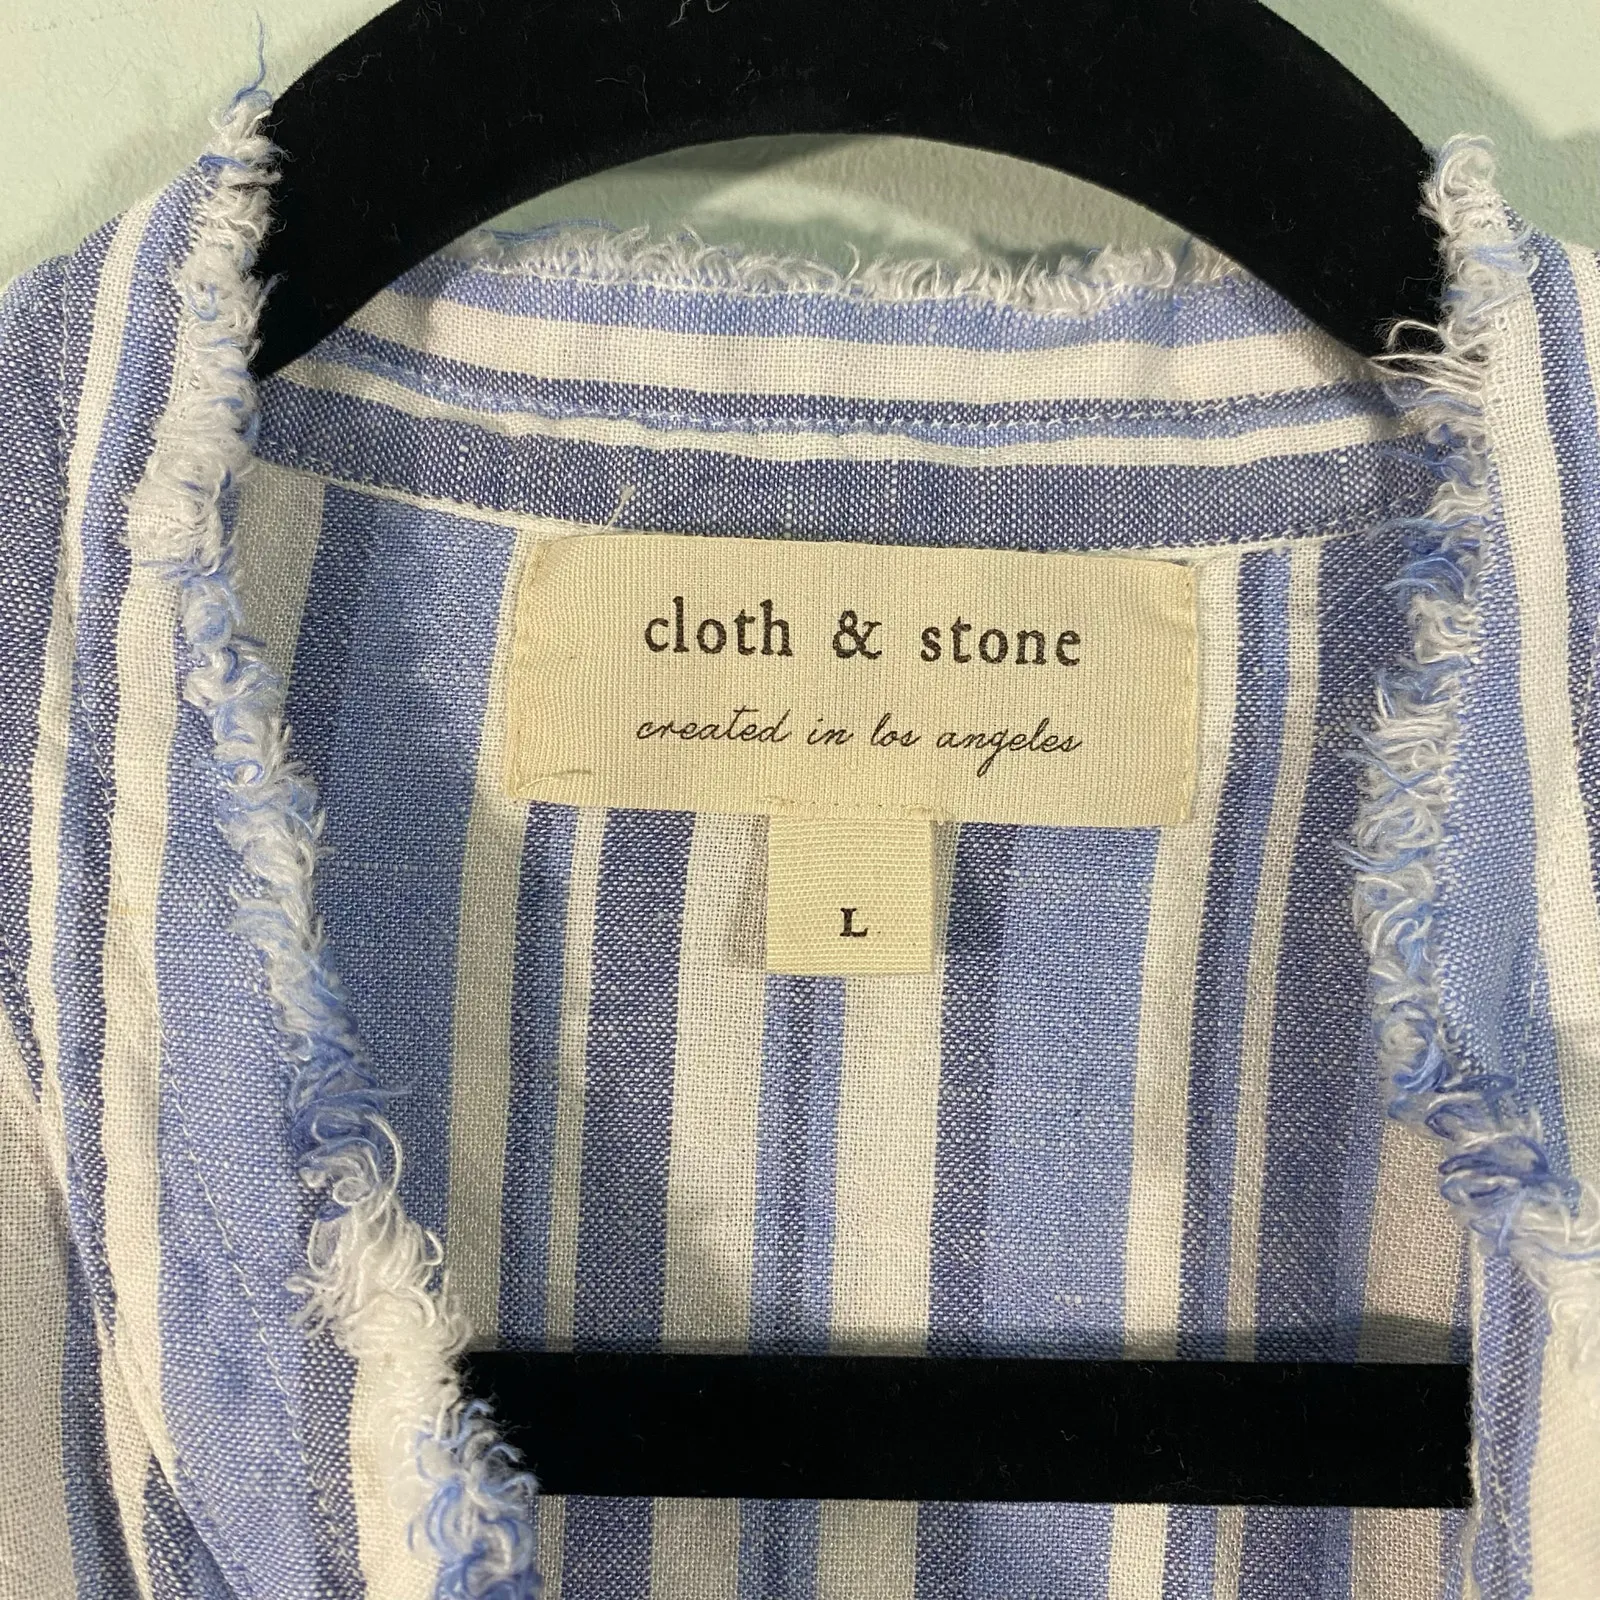 cloth & stone
created in los angeles
L